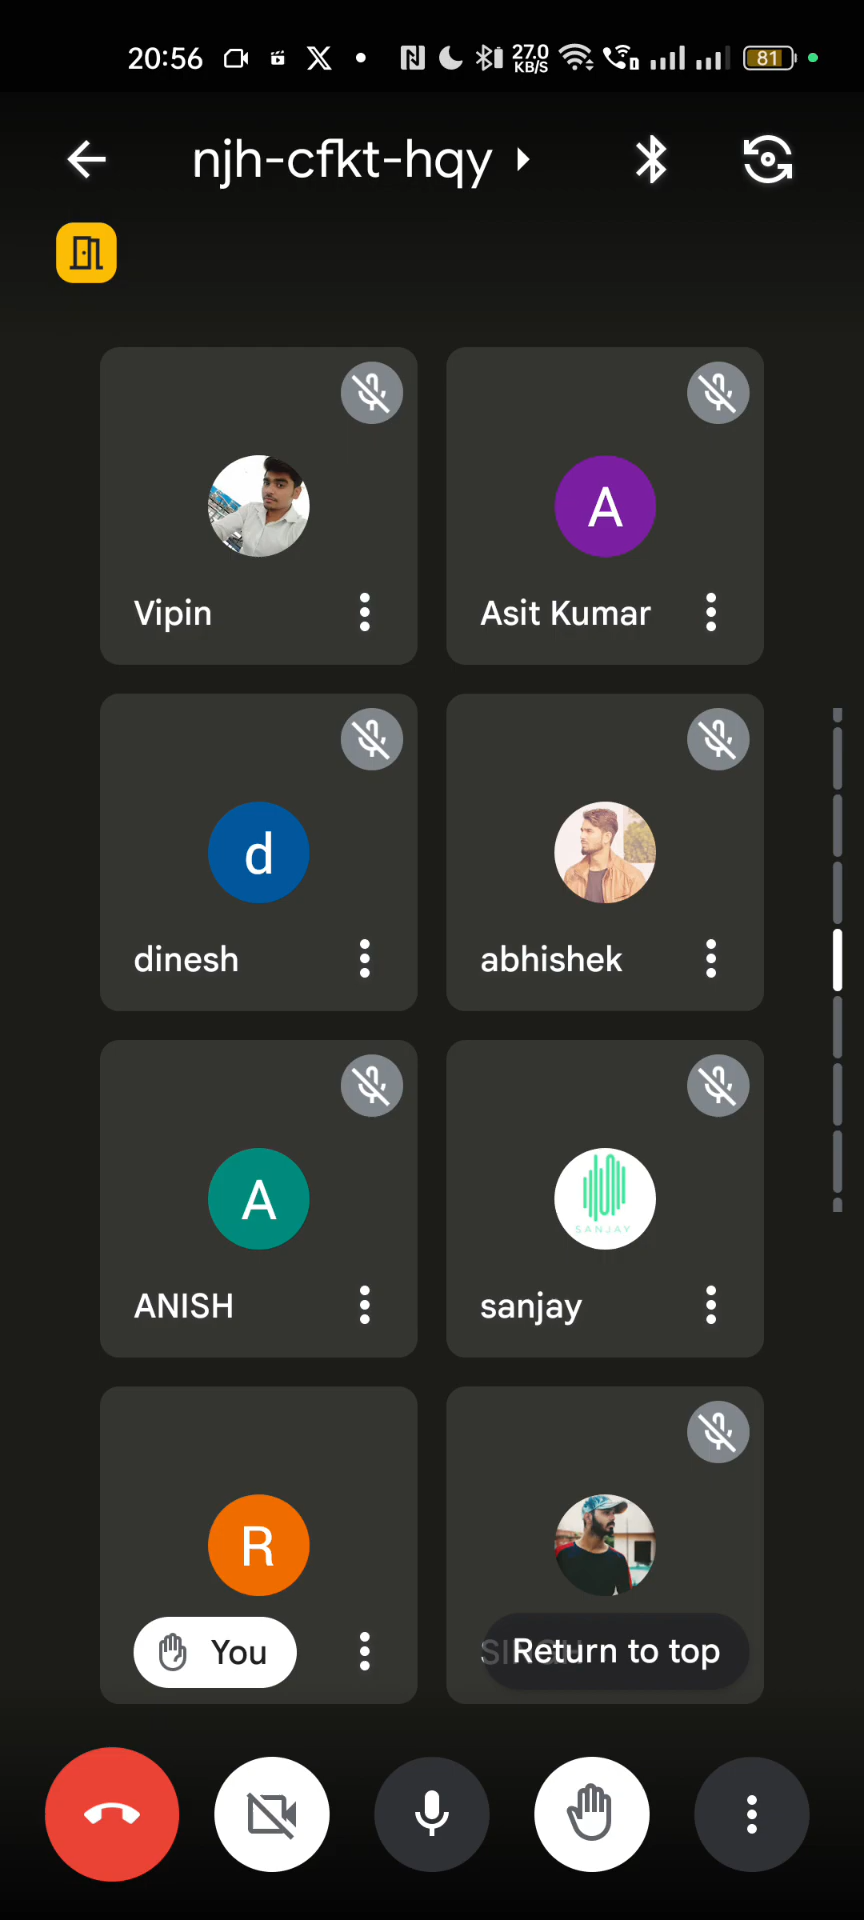 20:56 X 27.0 KB/S 81
njh-cfkt-hqy
Vipin
A
Asit Kumar
d
dinesh
abhishek
A
ANISH
SANJAY
sanjay
R
You
Return to top